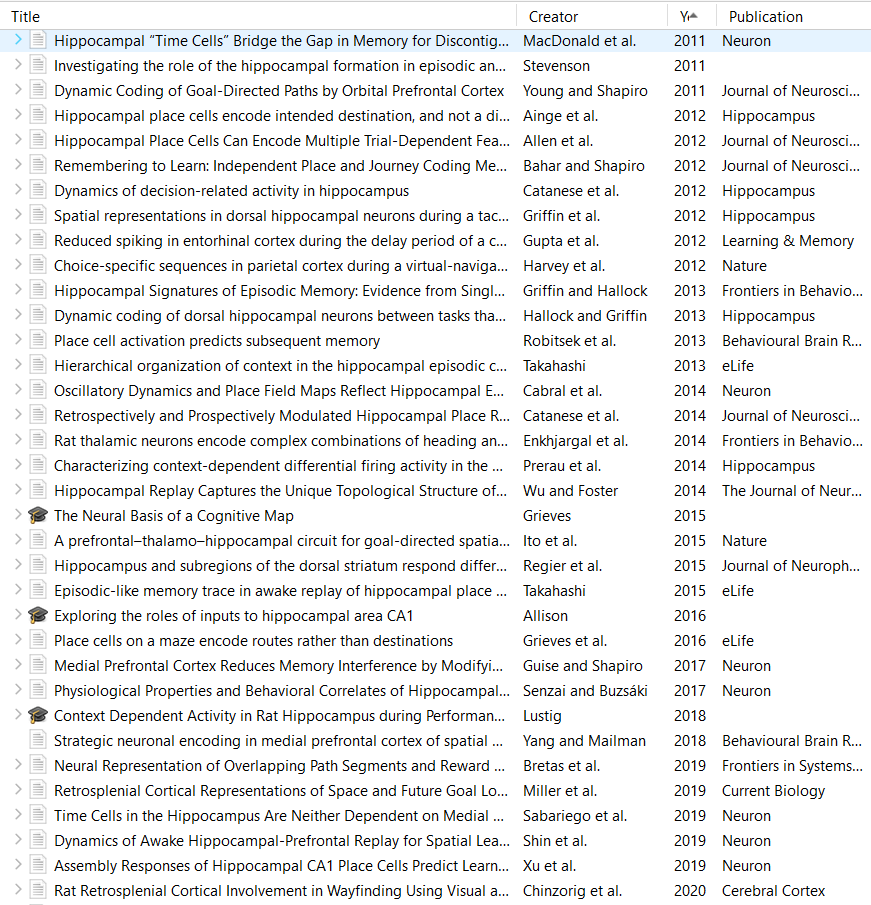 Title Creator Y Publication
Hippocampal “Time Cells” Bridge the Gap in Memory for Discontig... MacDonald et al. 2011 Neuron
Investigating the role of the hippocampal formation in episodic an... Stevenson 2011
Dynamic Coding of Goal-Directed Paths by Orbital Prefrontal Cortex Young and Shapiro 2011 Journal of Neurosci...
Hippocampal place cells encode intended destination, and not a di... Ainge et al. 2012 Hippocampus
Hippocampal Place Cells Can Encode Multiple Trial-Dependent Fea... Allen et al. 2012 Journal of Neurosci...
Remembering to Learn: Independent Place and Journey Coding Me... Bahar and Shapiro 2012 Journal of Neurosci...
Dynamics of decision-related activity in hippocampus Catanese et al. 2012 Hippocampus
Spatial representations in dorsal hippocampal neurons during a tac... Griffin et al. 2012 Hippocampus
Reduced spiking in entorhinal cortex during the delay period of a c... Gupta et al. 2012 Learning & Memory
Choice-specific sequences in parietal cortex during a virtual-naviga... Harvey et al. 2012 Nature
Hippocampal Signatures of Episodic Memory: Evidence from Singl... Griffin and Hallock 2013 Frontiers in Behavio...
Dynamic coding of dorsal hippocampal neurons between tasks tha... Hallock and Griffin 2013 Hippocampus
Place cell activation predicts subsequent memory Robitsek et al. 2013 Behavioural Brain R...
Hierarchical organization of context in the hippocampal episodic c... Takahashi 2013 eLife
Oscillatory Dynamics and Place Field Maps Reflect Hippocampal E... Cabral et al. 2014 Neuron
Retrospectively and Prospectively Modulated Hippocampal Place R... Catanese et al. 2014 Journal of Neurosci...
Rat thalamic neurons encode complex combinations of heading an... Enkhjargal et al. 2014 Frontiers in Behavio...
Characterizing context-dependent differential firing activity in the ... Prerau et al. 2014 Hippocampus
Hippocampal Replay Captures the Unique Topological Structure of... Wu and Foster 2014 The Journal of Neur...
The Neural Basis of a Cognitive Map Grieves 2015
A prefrontal–thalamo–hippocampal circuit for goal-directed spatia... Ito et al. 2015 Nature
Hippocampus and subregions of the dorsal striatum respond differ... Regier et al. 2015 Journal of Neuroph...
Episodic-like memory trace in awake replay of hippocampal place ... Takahashi 2015 eLife
Exploring the roles of inputs to hippocampal area CA1 Allison 2016
Place cells on a maze encode routes rather than destinations Grieves et al. 2016 eLife
Medial Prefrontal Cortex Reduces Memory Interference by Modifyi... Guise and Shapiro 2017 Neuron
Physiological Properties and Behavioral Correlates of Hippocampal... Senzai and Buzsáki 2017 Neuron
Context Dependent Activity in Rat Hippocampus during Performan... Lustig 2018
Strategic neuronal encoding in medial prefrontal cortex of spatial ... Yang and Mailman 2018 Behavioural Brain R...
Neural Representation of Overlapping Path Segments and Reward ... Bretas et al. 2019 Frontiers in Systems...
Retrosplenial Cortical Representations of Space and Future Goal Lo... Miller et al. 2019 Current Biology
Time Cells in the Hippocampus Are Neither Dependent on Medial ... Sabariego et al. 2019 Neuron
Dynamics of Awake Hippocampal-Prefrontal Replay for Spatial Lea... Shin et al. 2019 Neuron
Assembly Responses of Hippocampal CA1 Place Cells Predict Learn... Xu et al. 2019 Neuron
Rat Retrosplenial Cortical Involvement in Wayfinding Using Visual a... Chinzorig et al. 2020 Cerebral Cortex